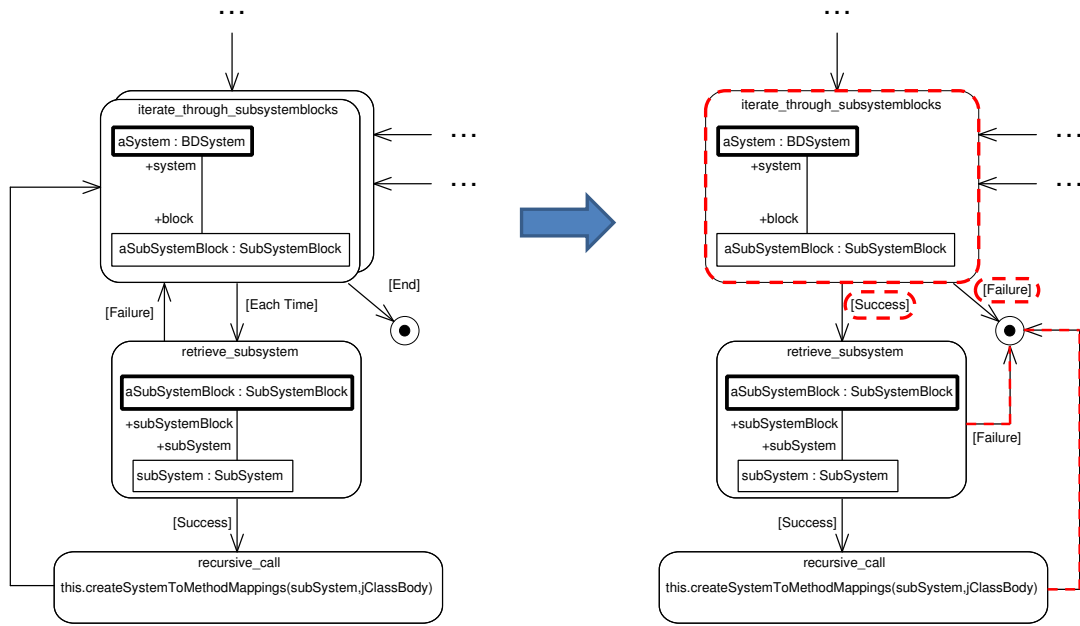 ...
iterate_through_subsystemblocks
aSystem : BDSystem
+system
+block
aSubSystemBlock : SubSystemBlock
...
...
[End]
[Failure]
[Each Time]
retrieve_subsystem
aSubSystemBlock : SubSystemBlock
+subSystemBlock
+subSystem
subSystem : SubSystem
[Success]
recursive_call
this.createSystemToMethodMappings(subSystem,jClassBody)
...
iterate_through_subsystemblocks
aSystem : BDSystem
+system
+block
aSubSystemBlock : SubSystemBlock
...
...
[Failure]
[Success]
retrieve_subsystem
aSubSystemBlock : SubSystemBlock
+subSystemBlock
+subSystem
subSystem : SubSystem
[Failure]
[Success]
recursive_call
this.createSystemToMethodMappings(subSystem,jClassBody)